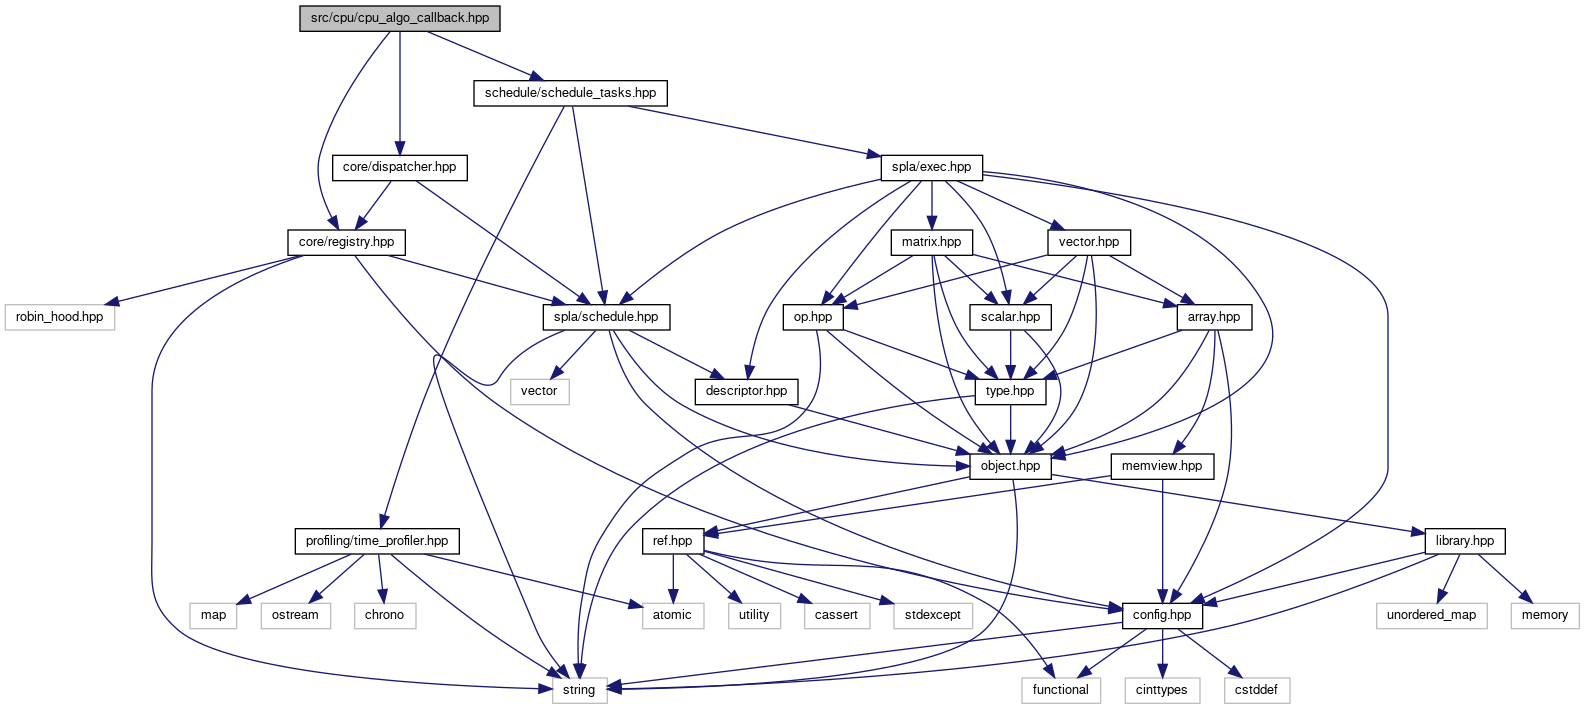 src/cpu/cpu_algo_callback.hpp
schedule/schedule_tasks.hpp
core/dispatcher.hpp
spla/exec.hpp
core/registry.hpp
matrix.hpp
vector.hpp
robin_hood.hpp
spla/schedule.hpp
op.hpp
scalar.hpp
array.hpp
vector
descriptor.hpp
type.hpp
object.hpp
memview.hpp
profiling/time_profiler.hpp
ref.hpp
library.hpp
map
ostream
chrono
atomic
utility
cassert
stdexcept
config.hpp
unordered_map
memory
string
functional
cinttypes
cstddef